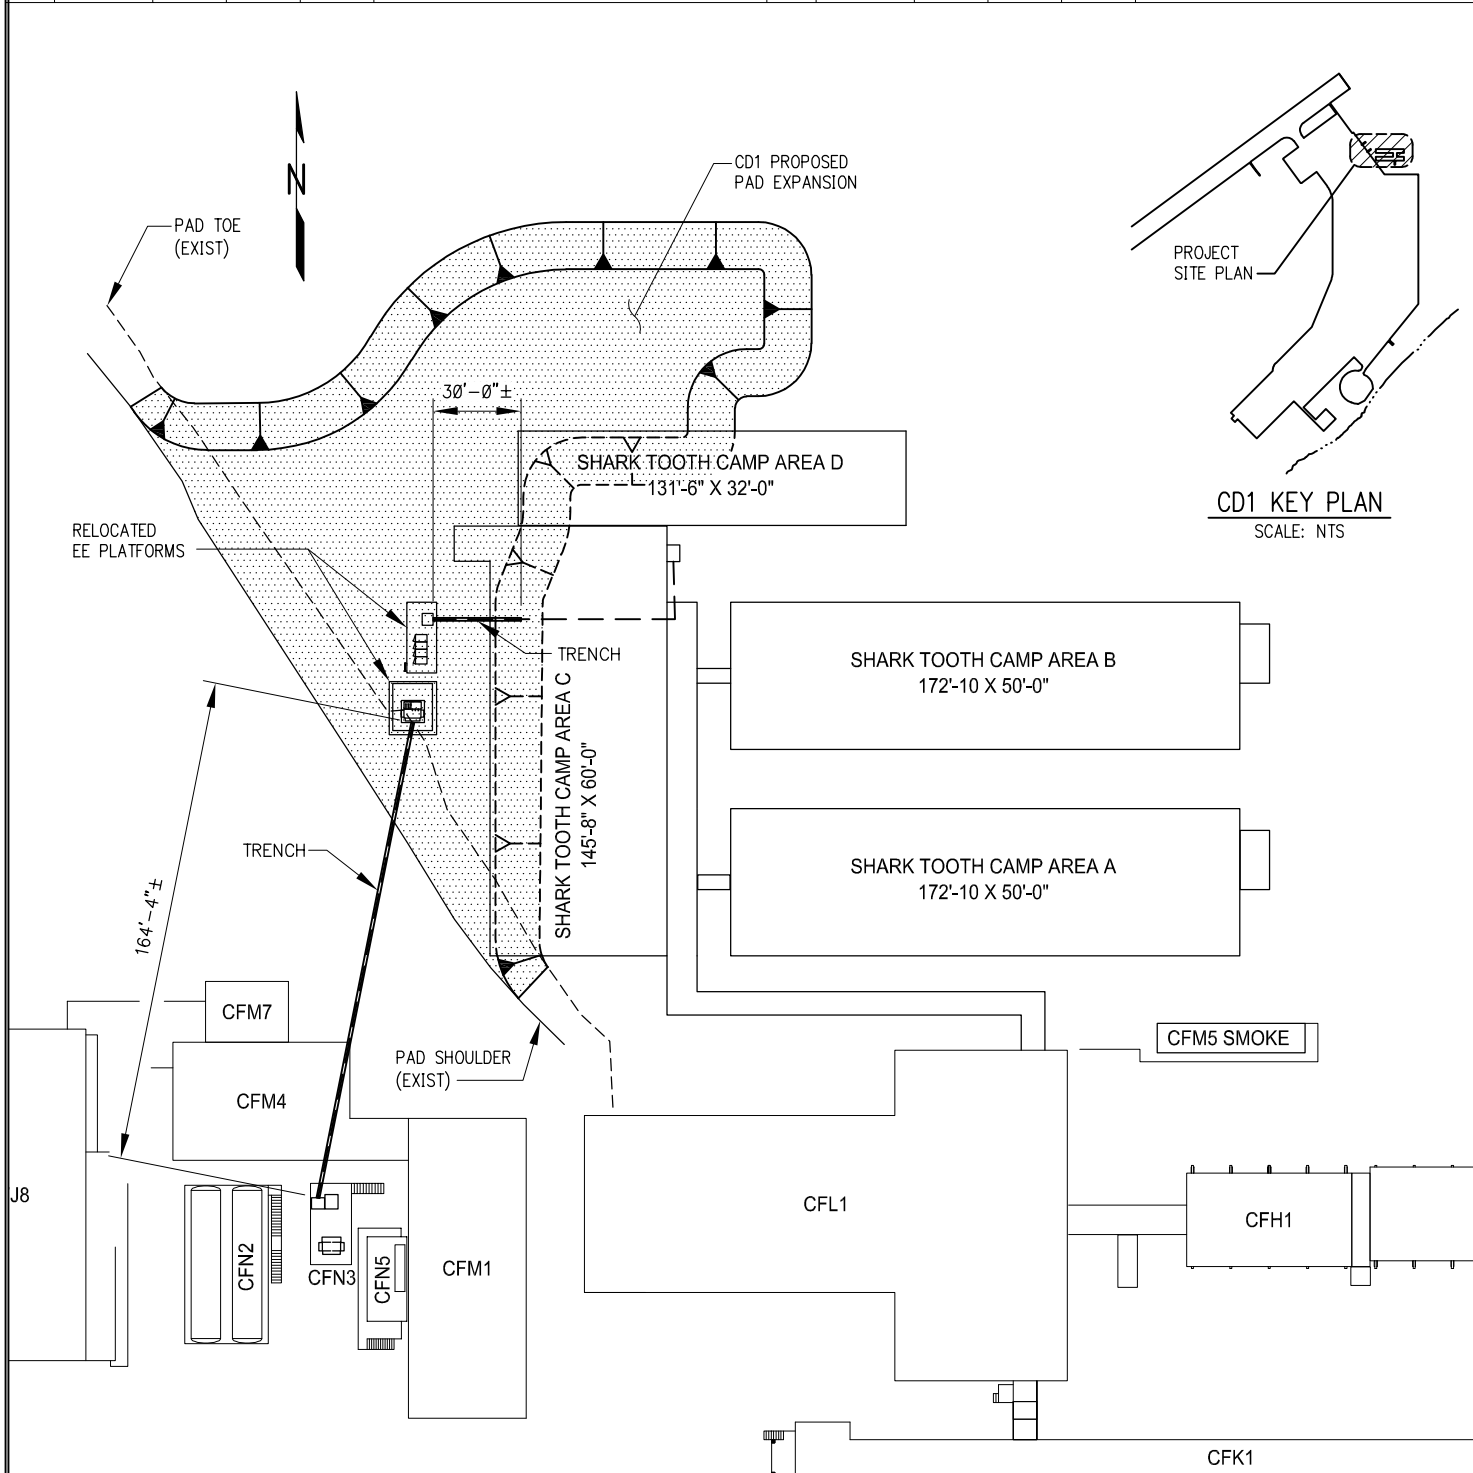 N
CD1 PROPOSED
PAD EXPANSION
PAD TOE
(EXIST)
PROJECT
SITE PLAN
30'-0"±
SHARK TOOTH CAMP AREA D
131'-6" X 32'-0"
CD1 KEY PLAN
SCALE: NTS
RELOCATED
EE PLATFORMS
TRENCH
SHARK TOOTH CAMP AREA B
172'-10 X 50'-0"
SHARK TOOTH CAMP AREA C
145'-8" X 60'-0"
TRENCH
SHARK TOOTH CAMP AREA A
172'-10 X 50'-0"
164'-4"±
CFM7
CFM5 SMOKE
PAD SHOULDER
(EXIST)
CFM4
J8
CFL1
CFH1
CFN2
CFN3
CFN5
CFM1
CFK1